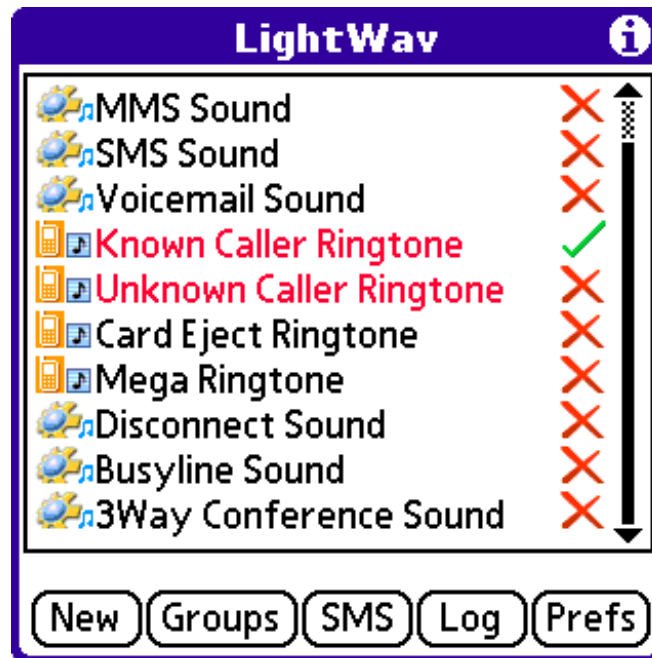 LightWav
MMS Sound
SMS Sound
Voicemail Sound
Known Caller Ringtone
Unknown Caller Ringtone
Card Eject Ringtone
Mega Ringtone
Disconnect Sound
Busyline Sound
3Way Conference Sound
New Groups SMS Log Prefs